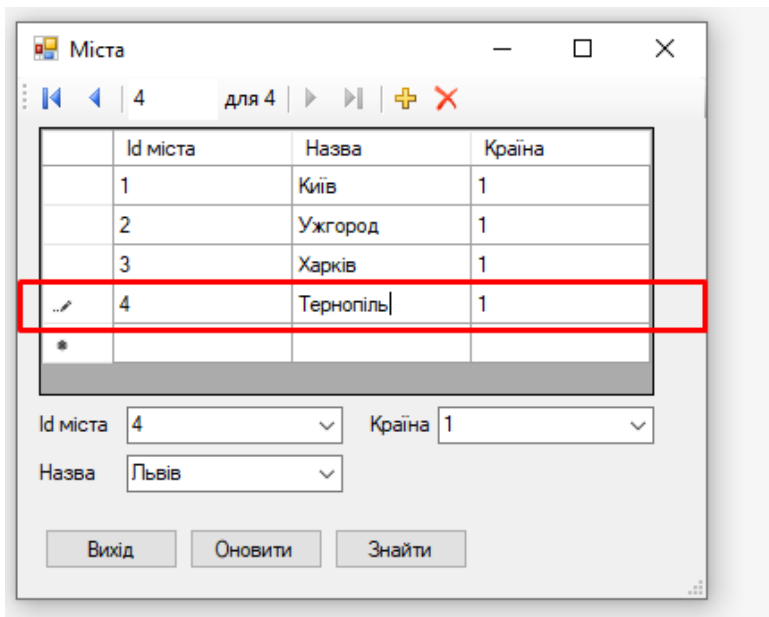 Міста
4 для 4
Id міста Назва Країна
1 Київ 1
2 Ужгород 1
3 Харків 1
4 Тернопіль 1
Id міста 4 Країна 1
Назва Львів
Вихід Оновити Знайти